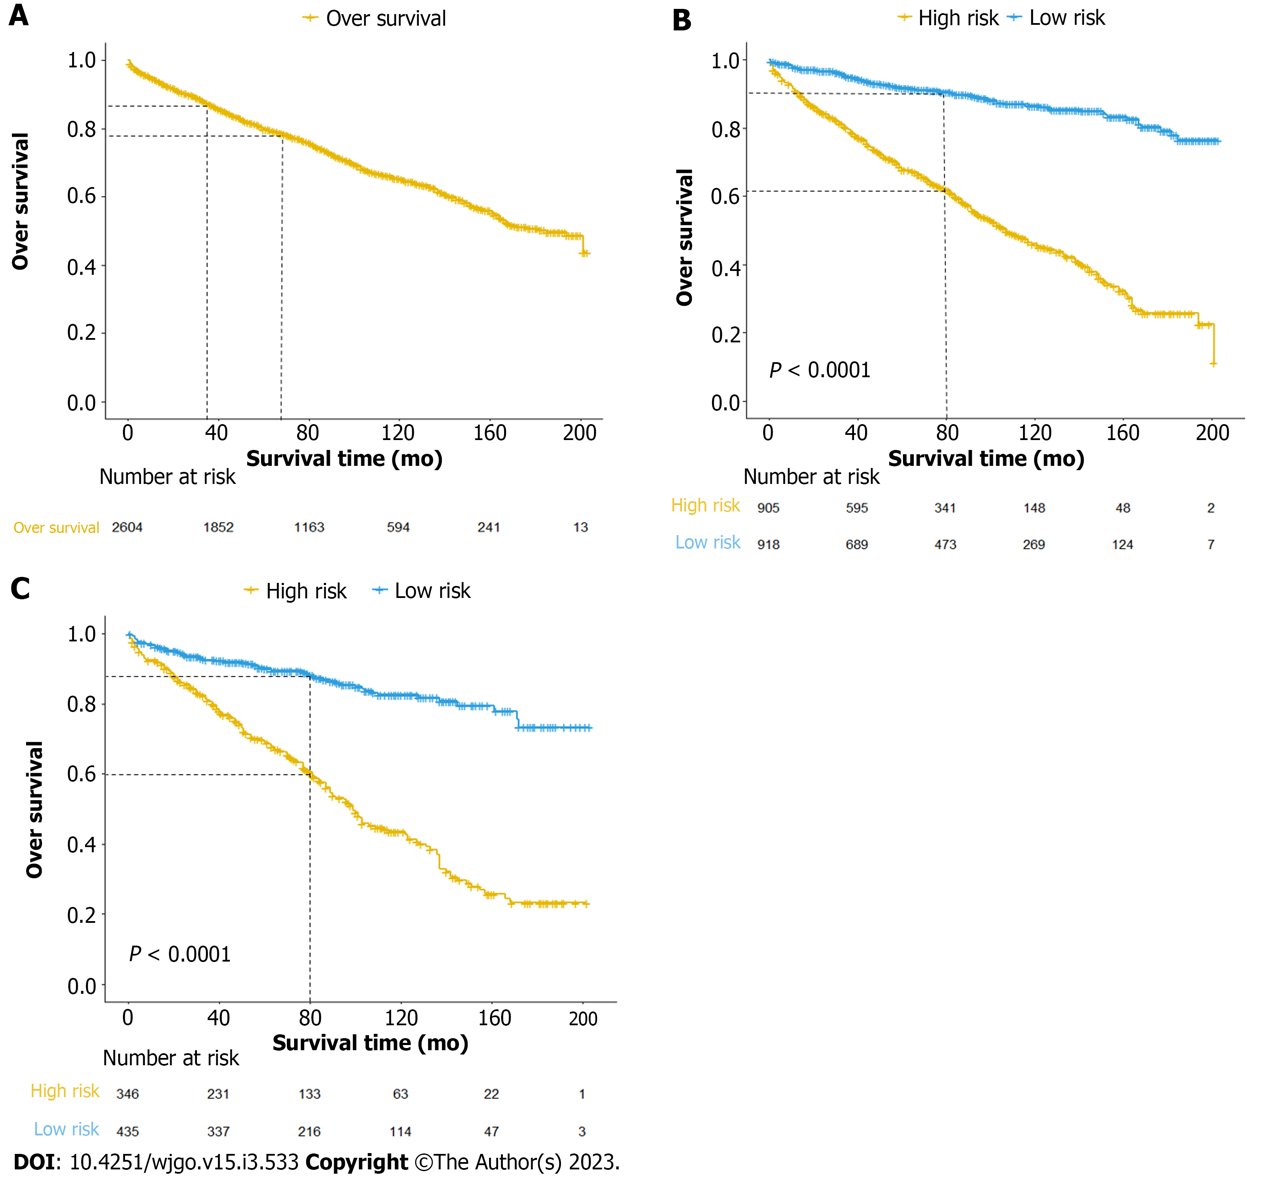 A
Over survival
1.0
0.8
0.6
0.4
0.2
0.0
Over survival
0 40 80 120 160 200
Survival time (mo)
Number at risk
Over survival 2604 1852 1163 594 241 13
B
High risk Low risk
1.0
0.8
0.6
0.4
0.2
0.0
Over survival
P < 0.0001
0 40 80 120 160 200
Survival time (mo)
Number at risk
High risk 905 595 341 148 48 2
Low risk 918 689 473 269 124 7
C
High risk Low risk
1.0
0.8
0.6
0.4
0.2
0.0
Over survival
P < 0.0001
0 40 80 120 160 200
Survival time (mo)
Number at risk
High risk 346 231 133 63 22 1
Low risk 435 337 216 114 47 3
DOI: 10.4251/wjgo.v15.i3.533 Copyright ©The Author(s) 2023.